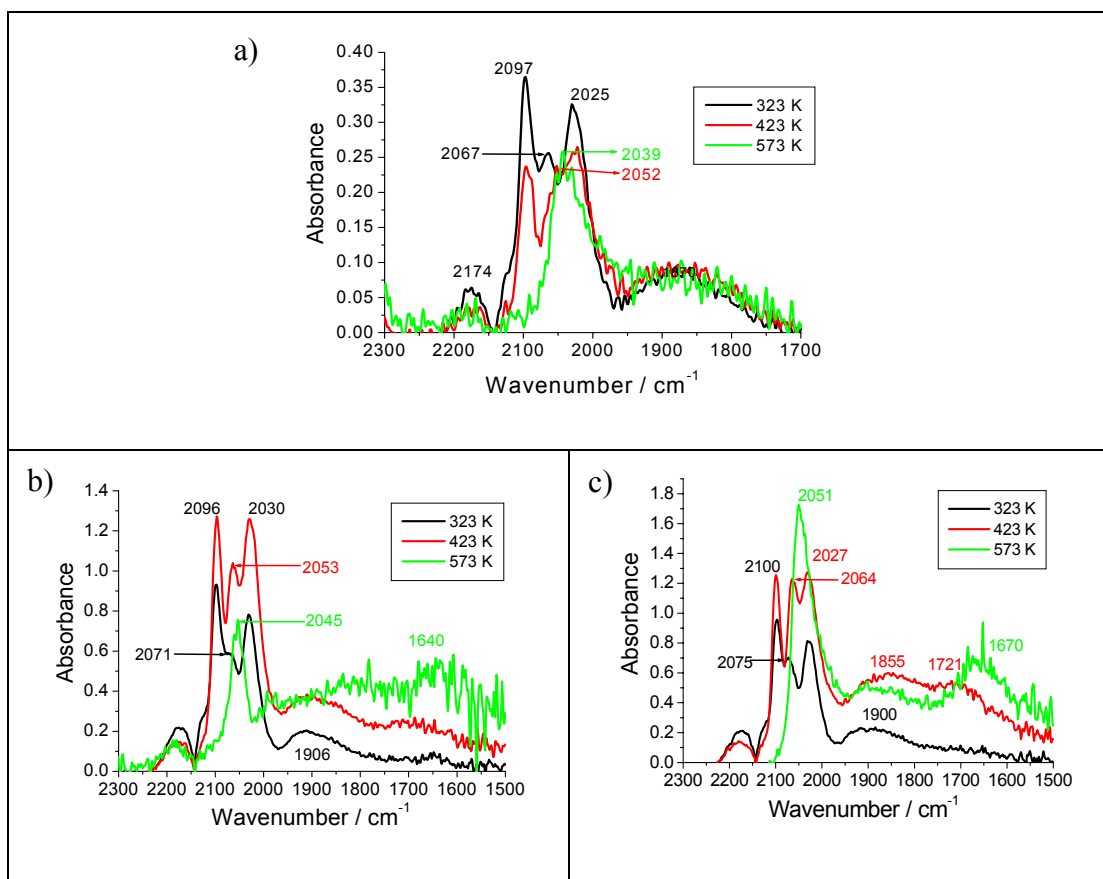 a)
0.40
0.35
0.30
0.25
0.20
0.15
0.10
0.05
0.00
Absorbance
2097
2025
2067
2039
2052
2174
323 K
423 K
573 K
2300 2200 2100 2000 1900 1800 1700
Wavenumber / cm⁻¹
b)
1.4
1.2
1.0
0.8
0.6
0.4
0.2
0.0
Absorbance
2096
2030
2053
2045
2071
1640
1906
323 K
423 K
573 K
2300 2200 2100 2000 1900 1800 1700 1600 1500
Wavenumber / cm⁻¹
c)
1.8
1.6
1.4
1.2
1.0
0.8
0.6
0.4
0.2
0.0
Absorbance
2051
2100
2027
2064
2075
1855
1721
1670
1900
323 K
423 K
573 K
2300 2200 2100 2000 1900 1800 1700 1600 1500
Wavenumber / cm⁻¹